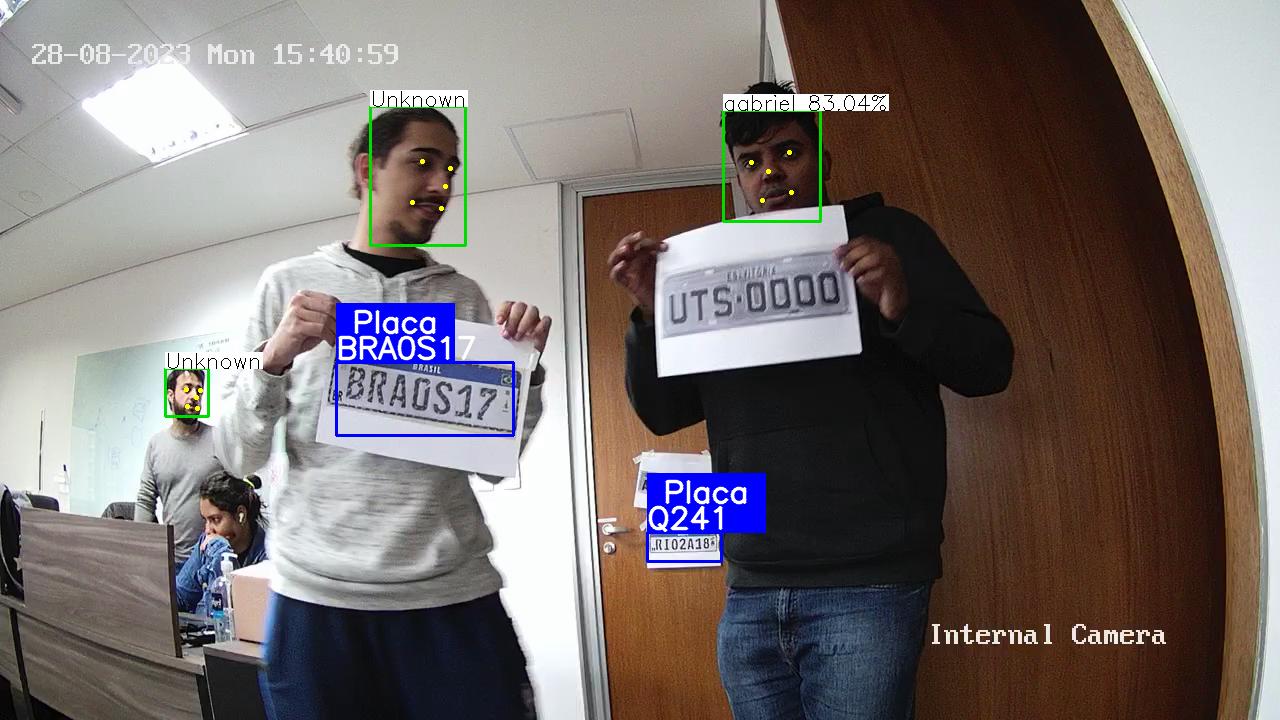 28-08-2023 Mon 15:40:59
Unknown
gabriel 83.04%
UTS·0000
Placa
BRA0S17
BRASIL
BR
BRA0S17
Unknown
Placa
Q241
RIO2A18
Internal Camera